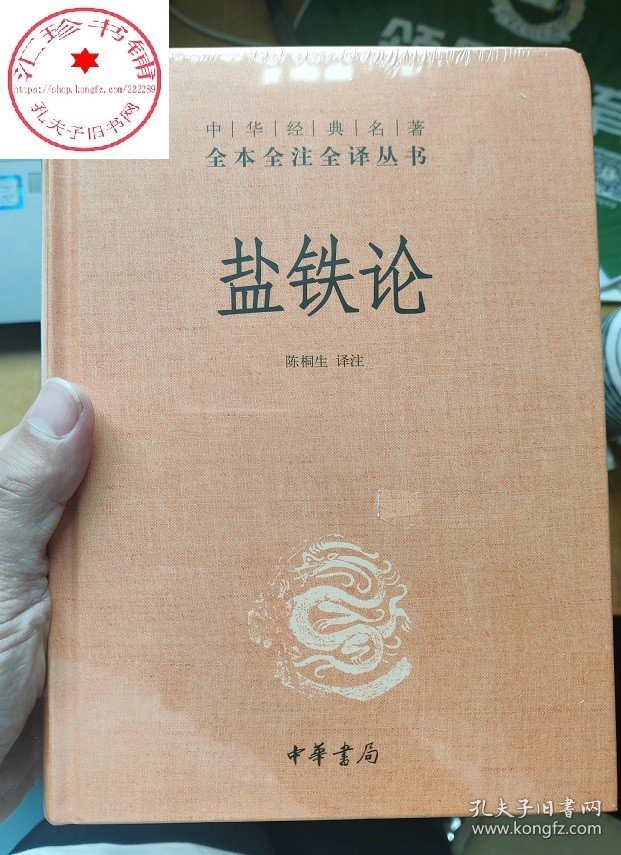 汇珍书铺
https://shop.kongfz.com/222289
孔夫子旧书网
中华经典名著
全本全注全译丛书
盐铁论
陈桐生 译注
中華書局
孔夫子旧书网
www.kongfz.com